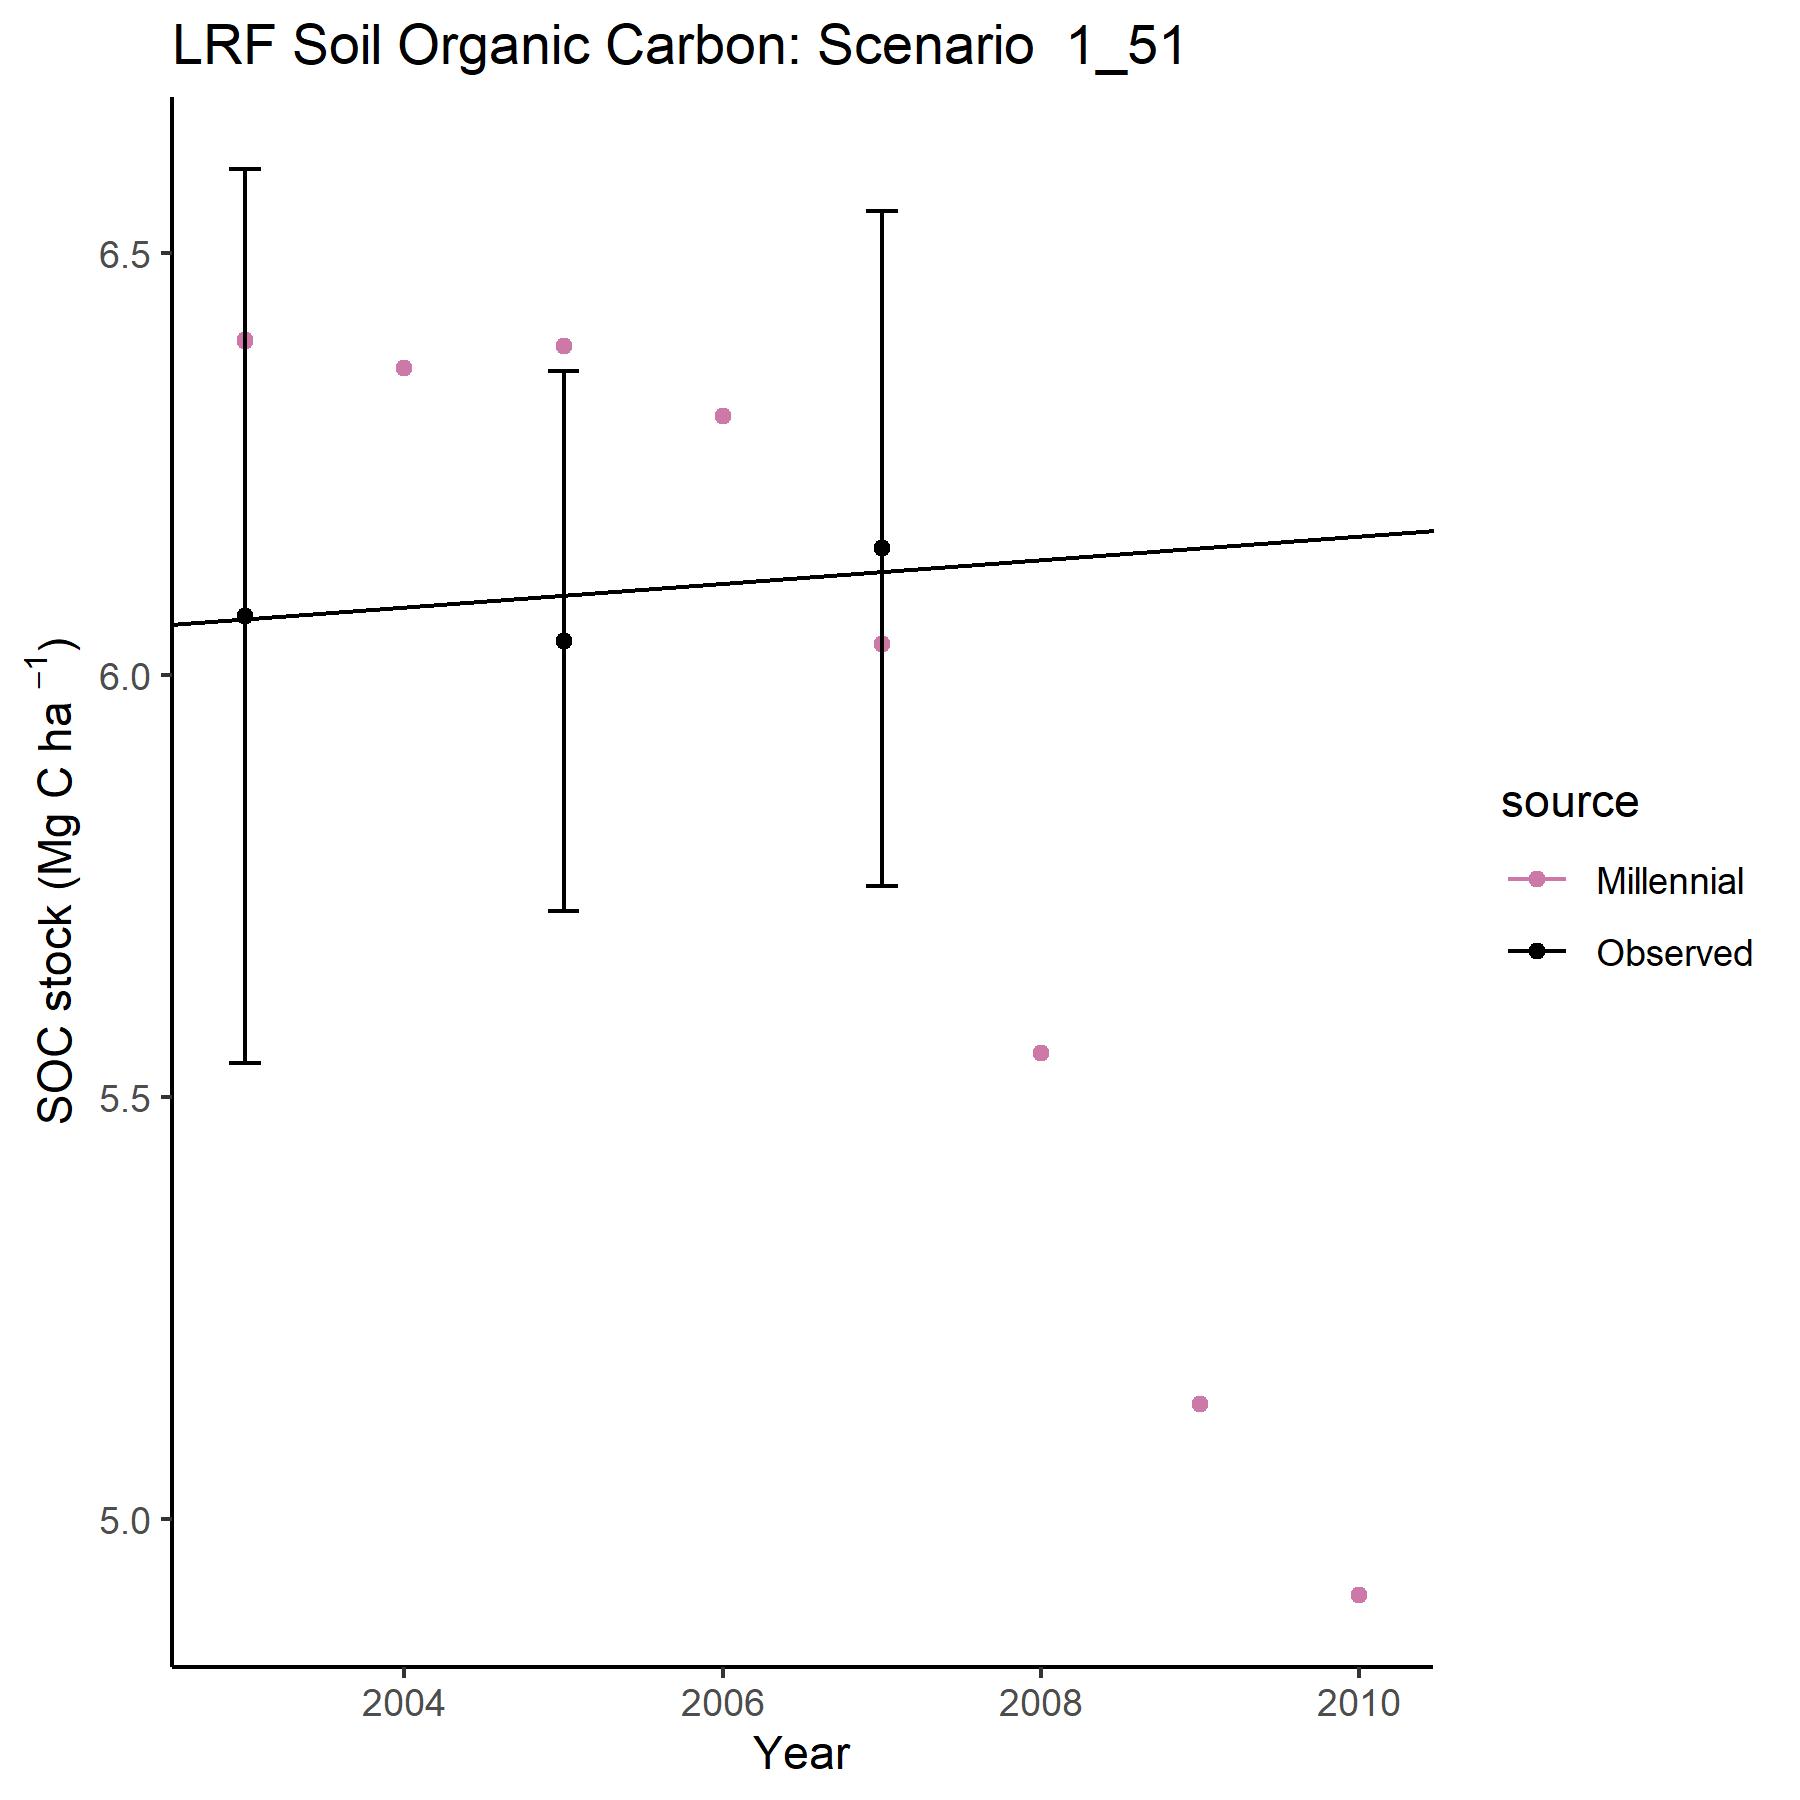 LRF Soil Organic Carbon: Scenario  1_51
SOC stock (Mg C ha −1)
6.5
6.0
5.5
5.0
2004 2006 2008 2010
Year
source
Millennial
Observed